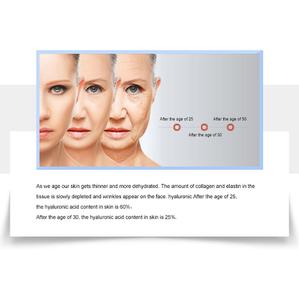 After the age of 25
After the age of 50
After the age of 30
As we age our skin gets thinner and more dehydrated. The amount of collagen and elastin in the
tissue is slowly depleted and wrinkles appear on the face. hyaluronic After the age of 25,
the hyaluronic acid content in skin is 60%-
After the age of 30, the hyaluronic acid content in skin is 25%.